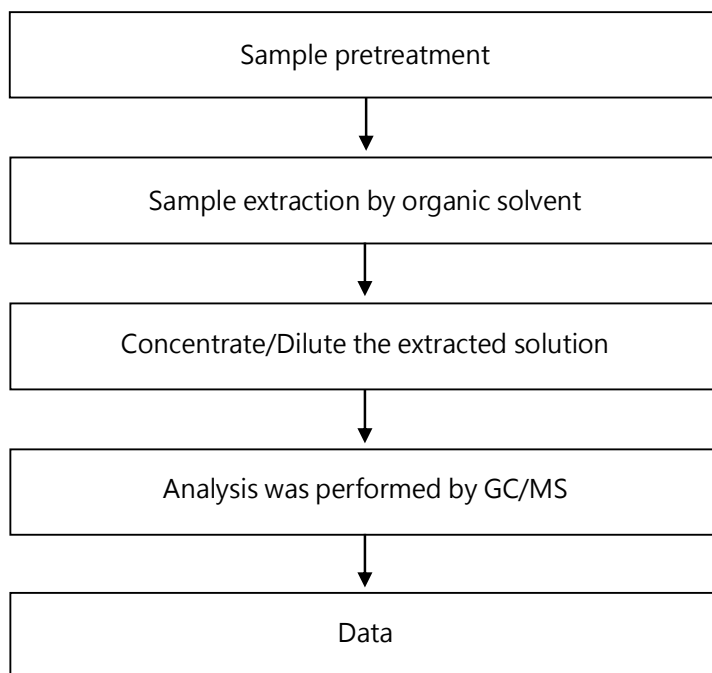 Sample pretreatment
Sample extraction by organic solvent
Concentrate/Dilute the extracted solution
Analysis was performed by GC/MS
Data